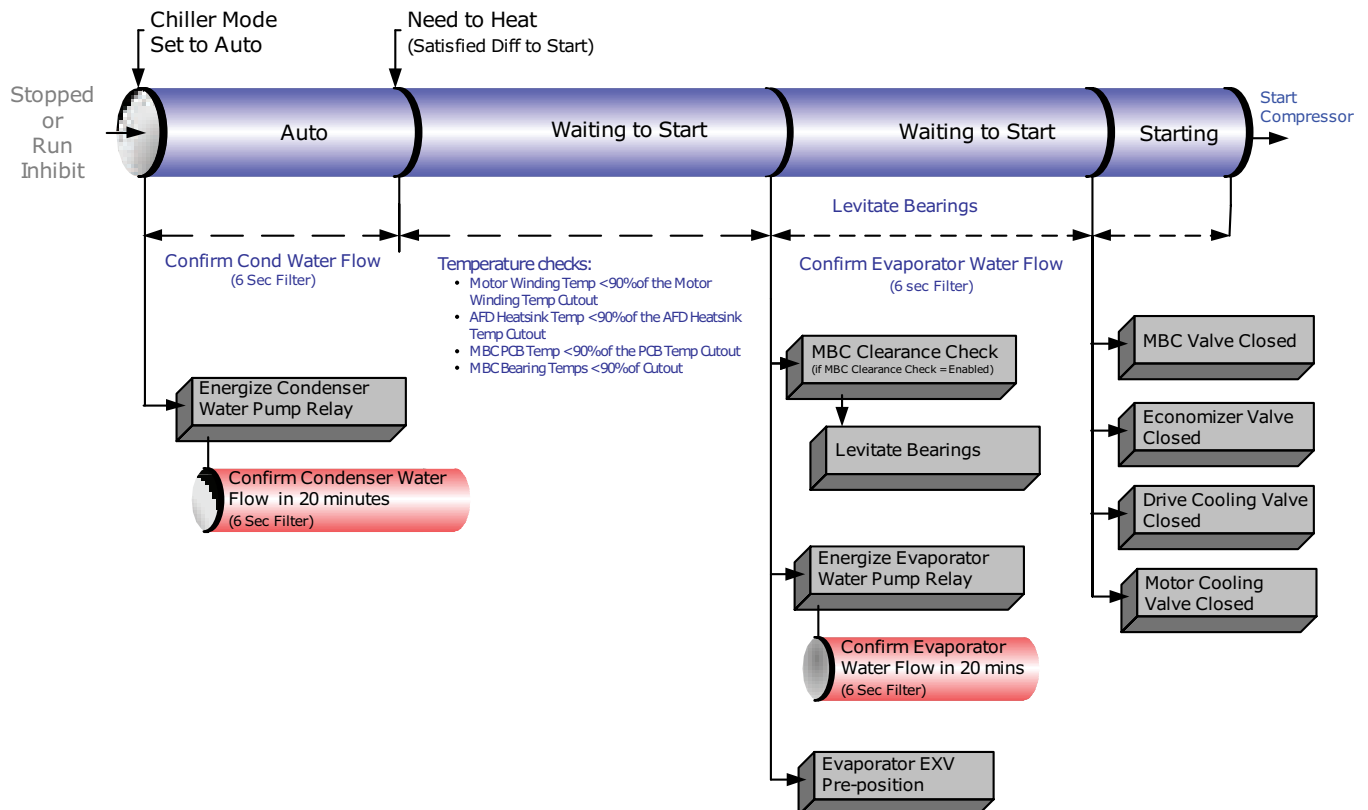 Chiller Mode
Set to Auto
Need to Heat
(Satisfied Diff to Start)
Stopped
or
Run
Inhibit
Auto
Waiting to Start
Waiting to Start
Starting
Start
Compressor
Levitate Bearings
Confirm Cond Water Flow
(6 Sec Filter)
Temperature checks:
• Motor Winding Temp <90% of the Motor
Winding Temp Cutout
• AFD Heatsink Temp <90% of the AFD Heatsink
Temp Cutout
• MBC PCB Temp <90% of the PCB Temp Cutout
• MBC Bearing Temps <90% of Cutout
Confirm Evaporator Water Flow
(6 sec Filter)
Energize Condenser
Water Pump Relay
Confirm Condenser Water
Flow in 20 minutes
(6 Sec Filter)
MBC Clearance Check
(if MBC Clearance Check = Enabled)
Levitate Bearings
Energize Evaporator
Water Pump Relay
Confirm Evaporator
Water Flow in 20 mins
(6 Sec Filter)
Evaporator EXV
Pre-position
MBC Valve Closed
Economizer Valve
Closed
Drive Cooling Valve
Closed
Motor Cooling
Valve Closed